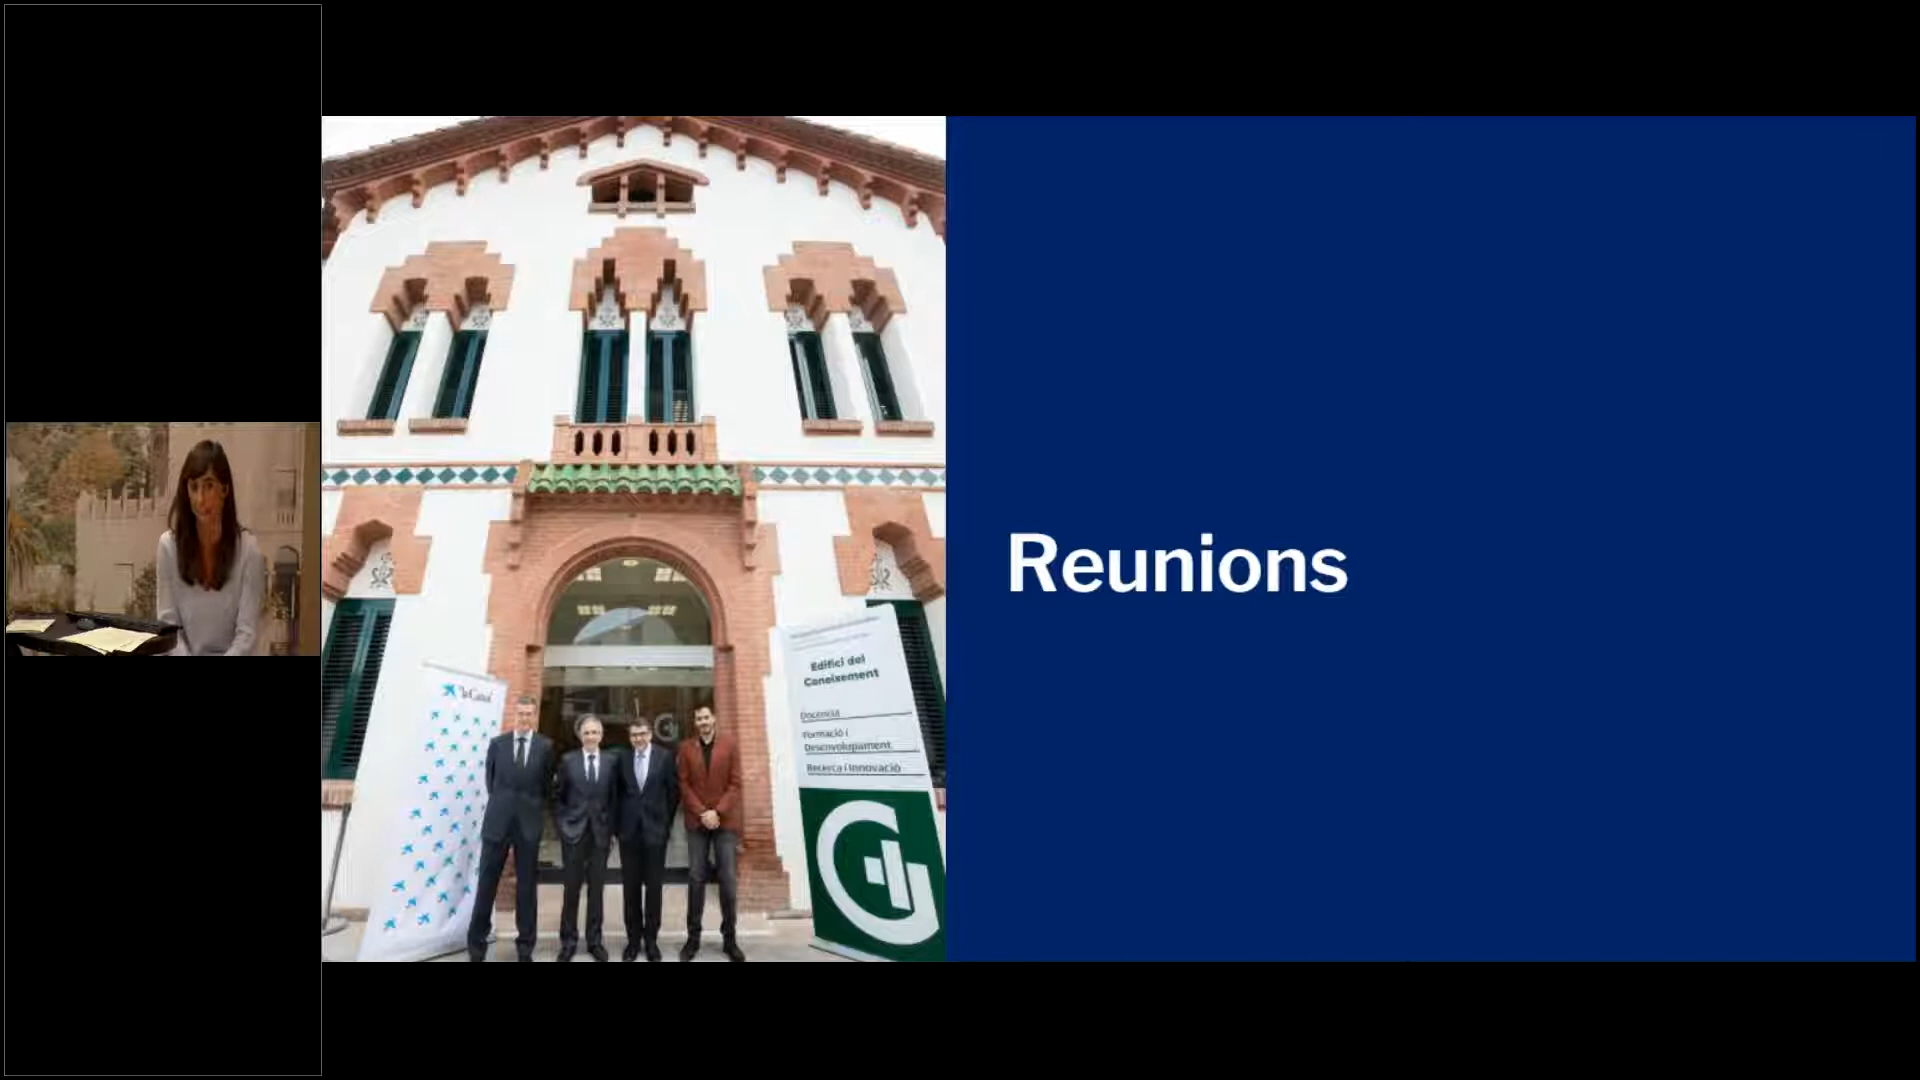 Reunions
"la Caixa"
Edifici del
Coneixement
Docència
Formació i
Desenvolupament
Recerca i Innovació